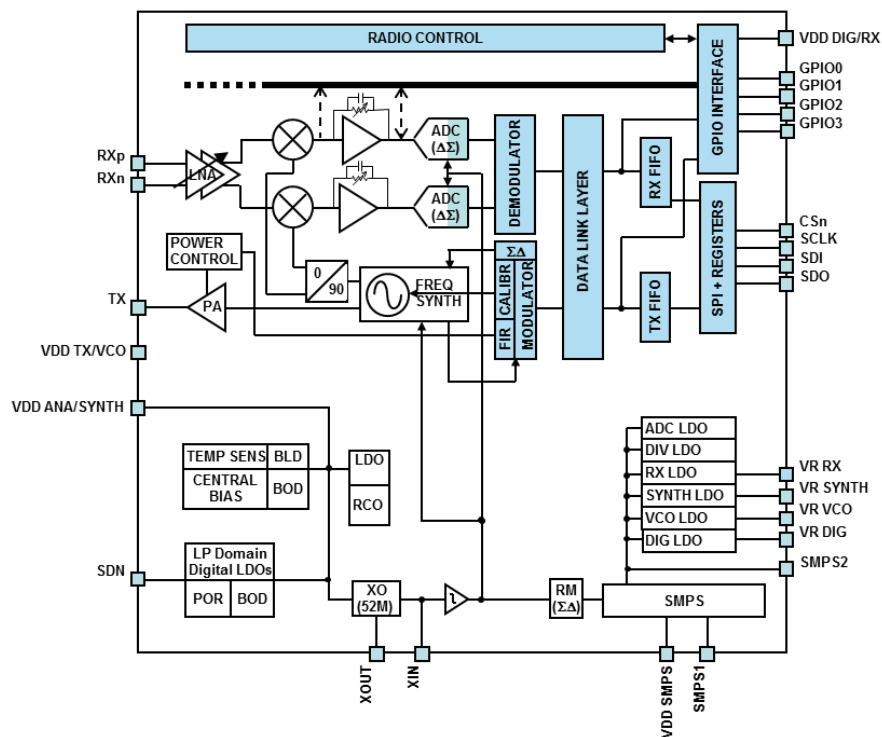 RADIO CONTROL
VDD DIG/RX
GPIO INTERFACE
GPIO0
GPIO1
GPIO2
GPIO3
RXp
RXn
LNA
ADC
(ΔΣ)
ADC
(ΔΣ)
DEMODULATOR
DATA LINK LAYER
RX FIFO
SPI + REGISTERS
CSn
SCLK
SDI
SDO
POWER
CONTROL
0
90
FREQ
SYNTH
ΣΔ
CALIBR
FIR
MODULATOR
TX FIFO
TX
PA
VDD TX/VCO
VDD ANA/SYNTH
TEMP SENS
BLD
CENTRAL
BIAS
BOD
LDO
RCO
ADC LDO
DIV LDO
RX LDO
SYNTH LDO
VCO LDO
DIG LDO
VR RX
VR SYNTH
VR VCO
VR DIG
SMPS2
SDN
LP Domain
Digital LDOs
POR
BOD
XO
(52M)
RM
(ΣΔ)
SMPS
XOUT
XIN
VDD SMPS
SMPS1